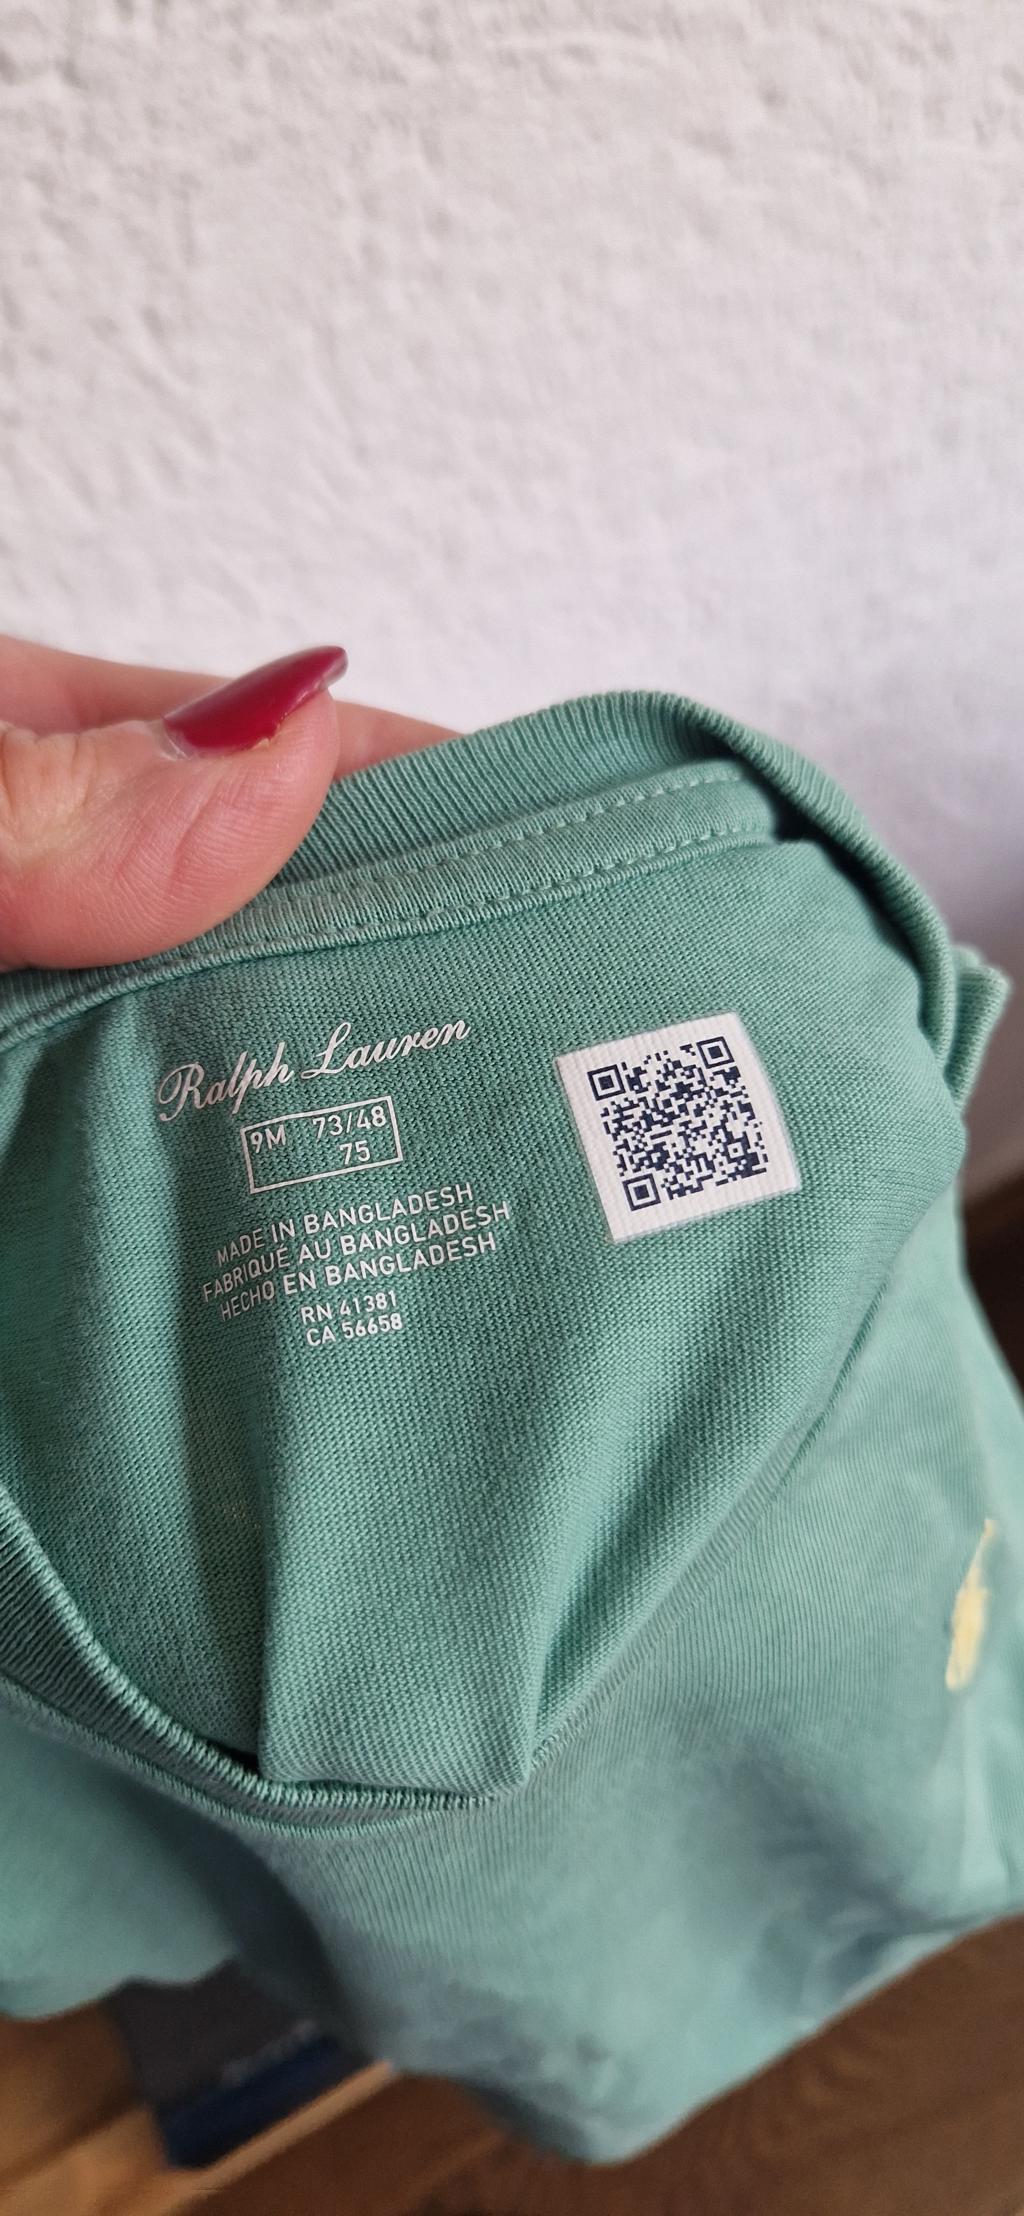 Ralph Lauren
9M 73/48
75
MADE IN BANGLADESH
FABRIQUÉ AU BANGLADESH
HECHO EN BANGLADESH
RN 41381
CA 56658